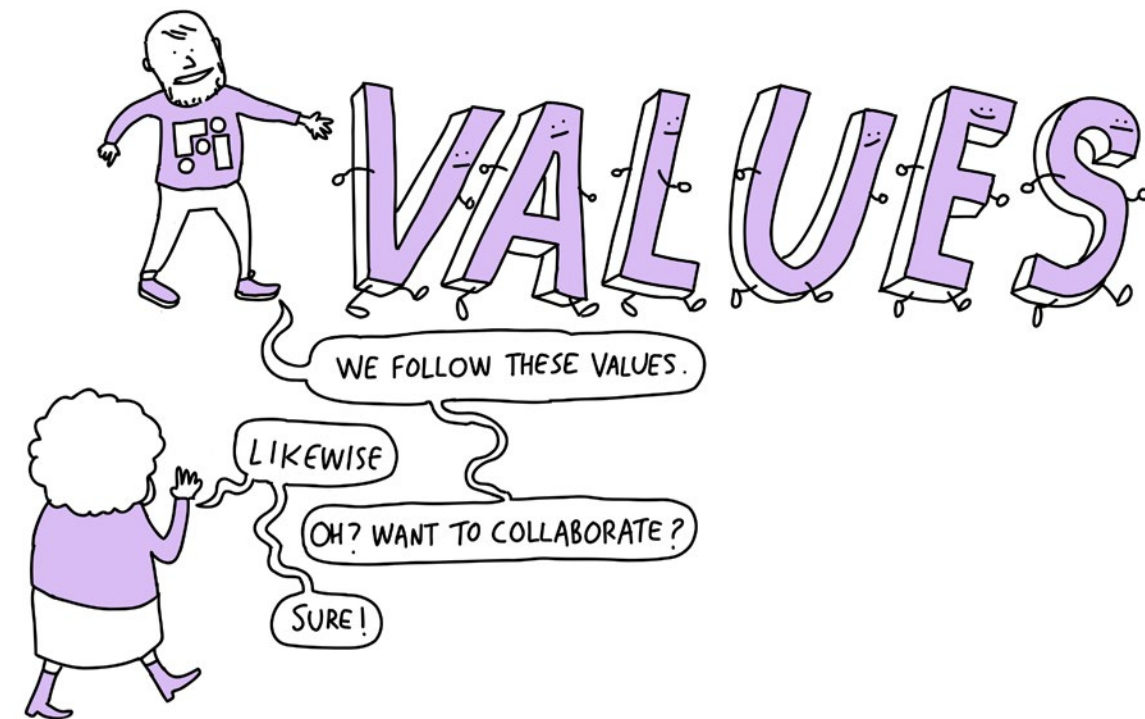 VALUES
WE FOLLOW THESE VALUES.
LIKEWISE
OH? WANT TO COLLABORATE?
SURE!